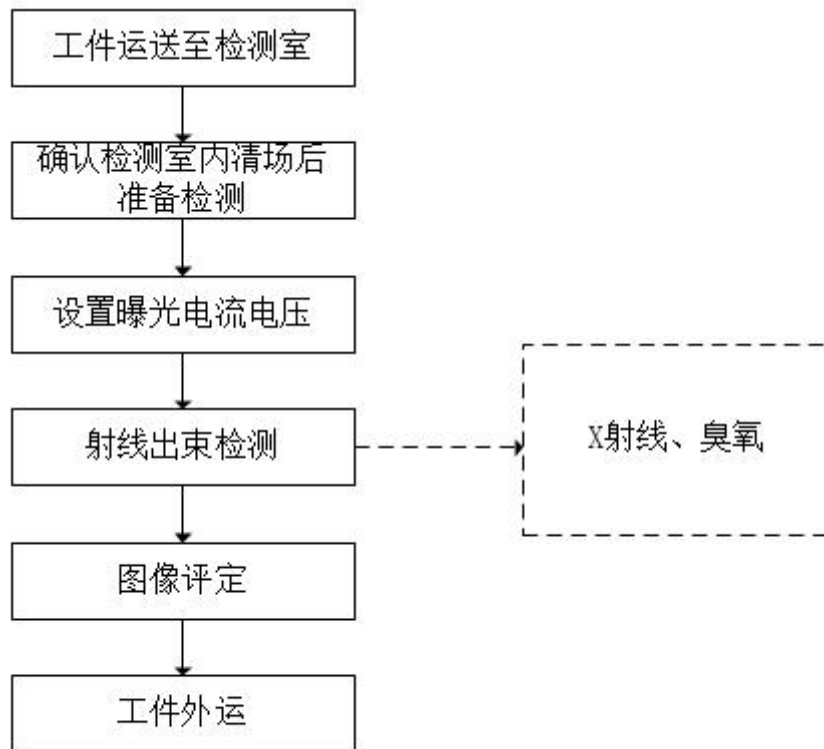 工件运送至检测室
确认检测室内清场后
准备检测
设置曝光电流电压
射线出束检测
X射线、臭氧
图像评定
工件外运